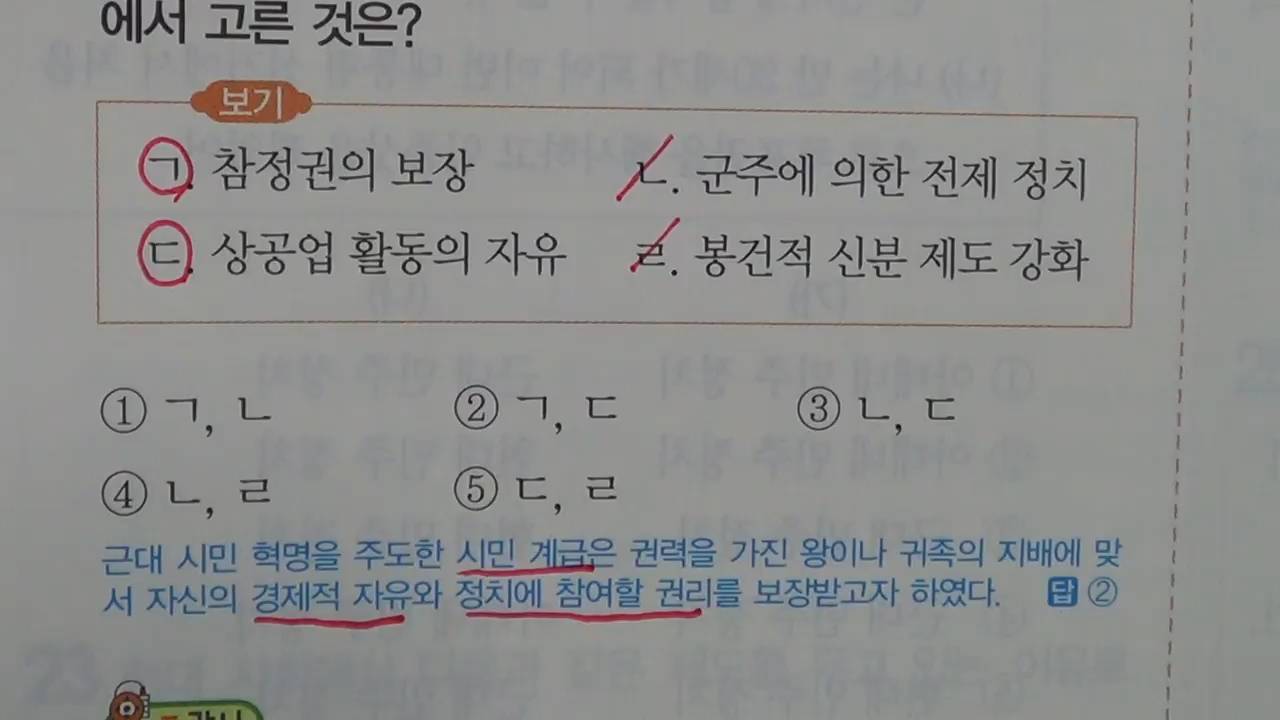 에서 고른 것은?
보기
ㄱ. 참정권의 보장 ㄴ. 군주에 의한 전제 정치
ㄷ. 상공업 활동의 자유 ㄹ. 봉건적 신분 제도 강화
① ㄱ, ㄴ ② ㄱ, ㄷ ③ ㄴ, ㄷ
④ ㄴ, ㄹ ⑤ ㄷ, ㄹ
근대 시민 혁명을 주도한 시민 계급은 권력을 가진 왕이나 귀족의 지배에 맞
서 자신의 경제적 자유와 정치에 참여할 권리를 보장받고자 하였다. 답 ②